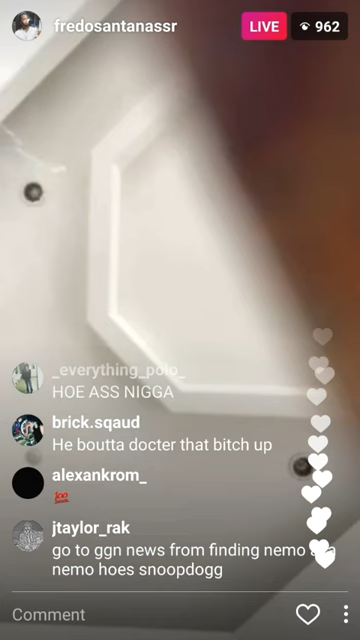 fredosantanassr
LIVE
962
_everything_polo_
HOE ASS NIGGA
brick.sqaud
He boutta docter that bitch up
alexankrom_
💯
jtaylor_rak
go to ggn news from finding nemo
nemo hoes snoopdogg
Comment